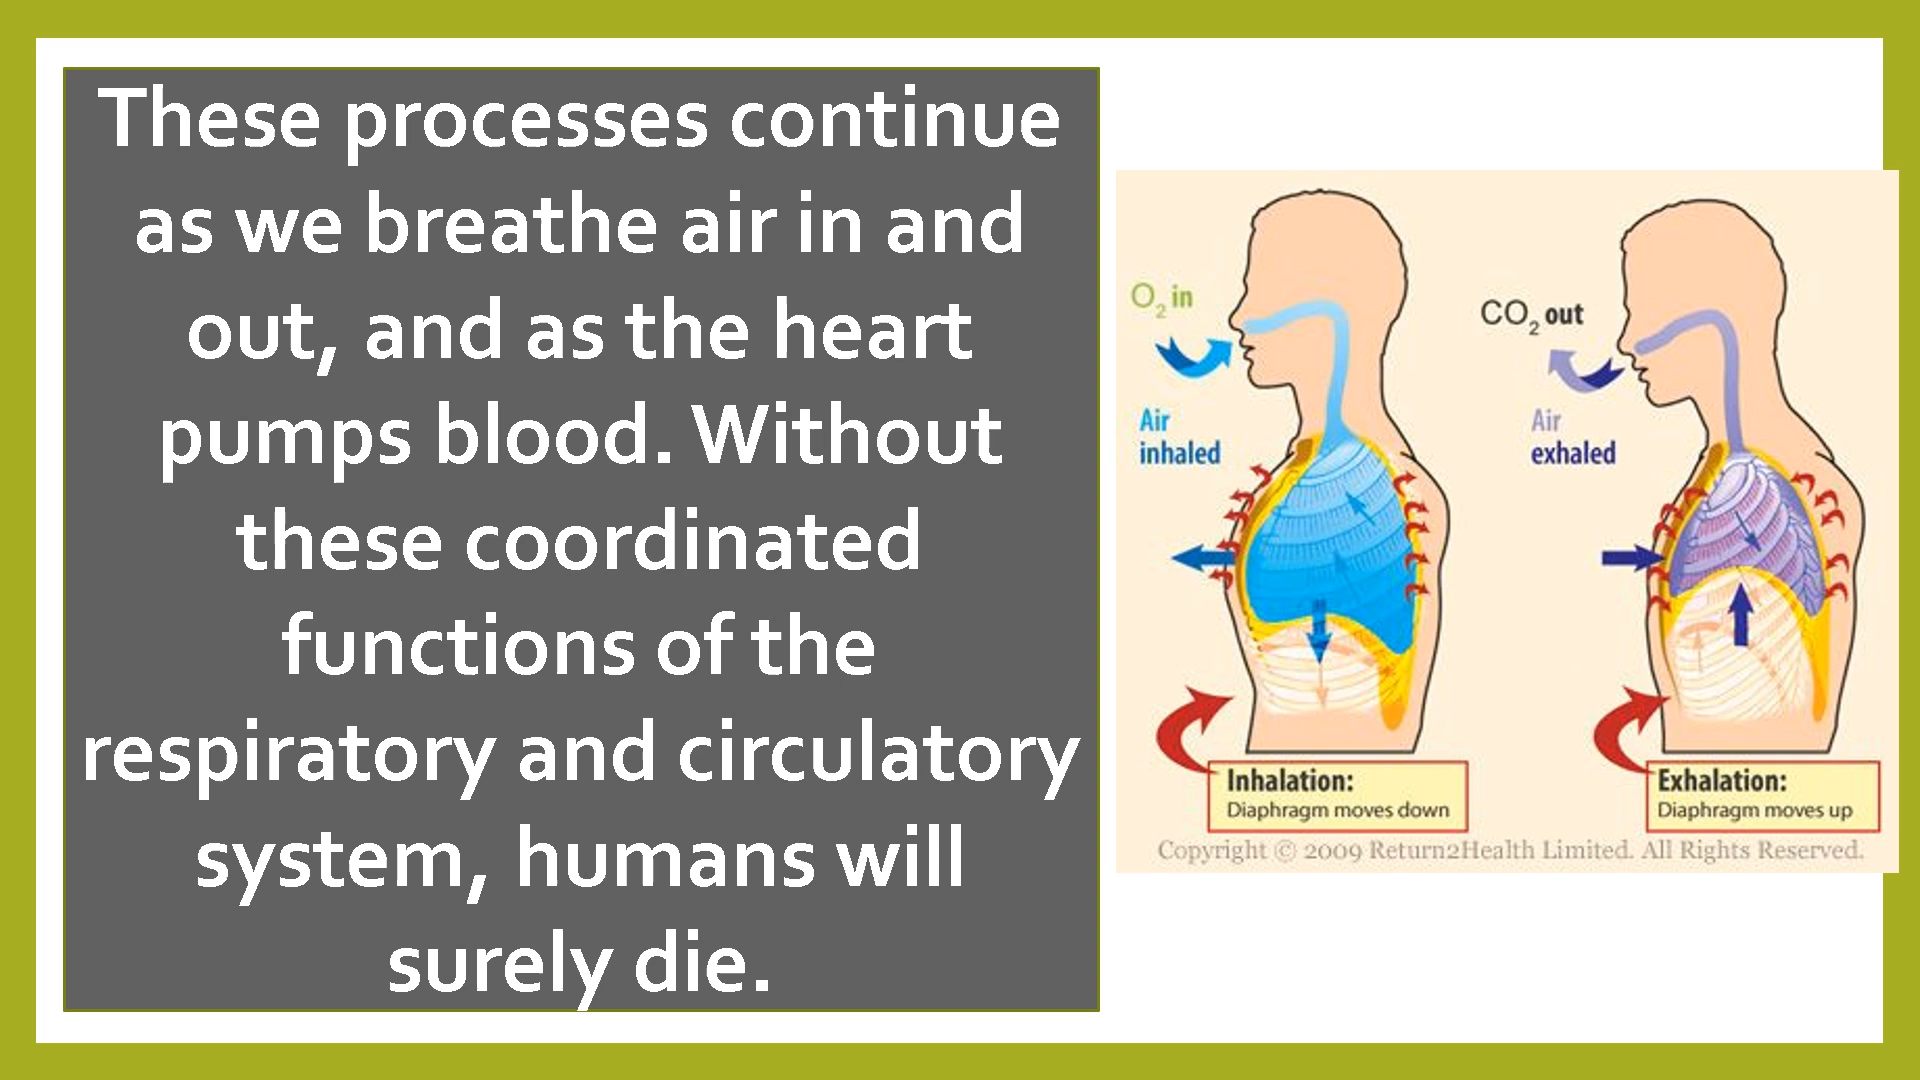 These processes continue
as we breathe air in and
out, and as the heart
pumps blood. Without
these coordinated
functions of the
respiratory and circulatory
system, humans will
surely die.
O2 in
Air
inhaled
Inhalation:
Diaphragm moves down
CO2 out
Air
exhaled
Exhalation:
Diaphragm moves up
Copyright © 2009 Return2Health Limited. All Rights Reserved.